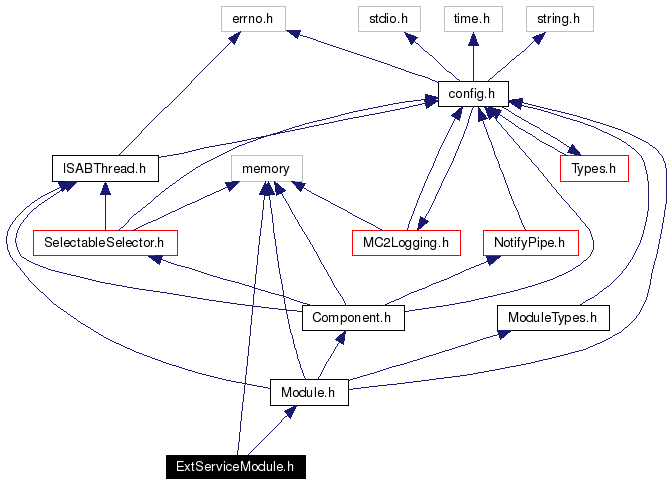 errno.h
stdio.h
time.h
string.h
config.h
ISABThread.h
memory
Types.h
SelectableSelector.h
MC2Logging.h
NotifyPipe.h
Component.h
ModuleTypes.h
Module.h
ExtServiceModule.h